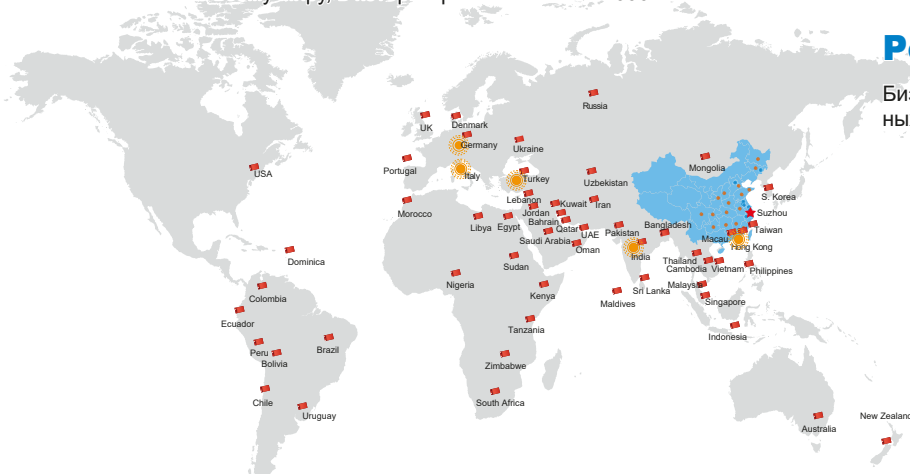 Russia
UK
Denmark
Germany
Ukraine
Portugal
Italy
Turkey
Uzbekistan
Mongolia
USA
S. Korea
Lebanon
Kuwait
Iran
Morocco
Jordan
Suzhou
Bahrain
Qatar
Libya
Egypt
UAE
Pakistan
Bangladesh
Taiwan
Saudi Arabia
Macau
Oman
Hong Kong
India
Dominica
Sudan
Thailand
Cambodia
Vietnam
Philippines
Nigeria
Kenya
Sri Lanka
Malaysia
Colombia
Maldives
Singapore
Ecuador
Tanzania
Indonesia
Peru
Brazil
Bolivia
Zimbabwe
Chile
South Africa
Uruguay
New Zealand
Australia